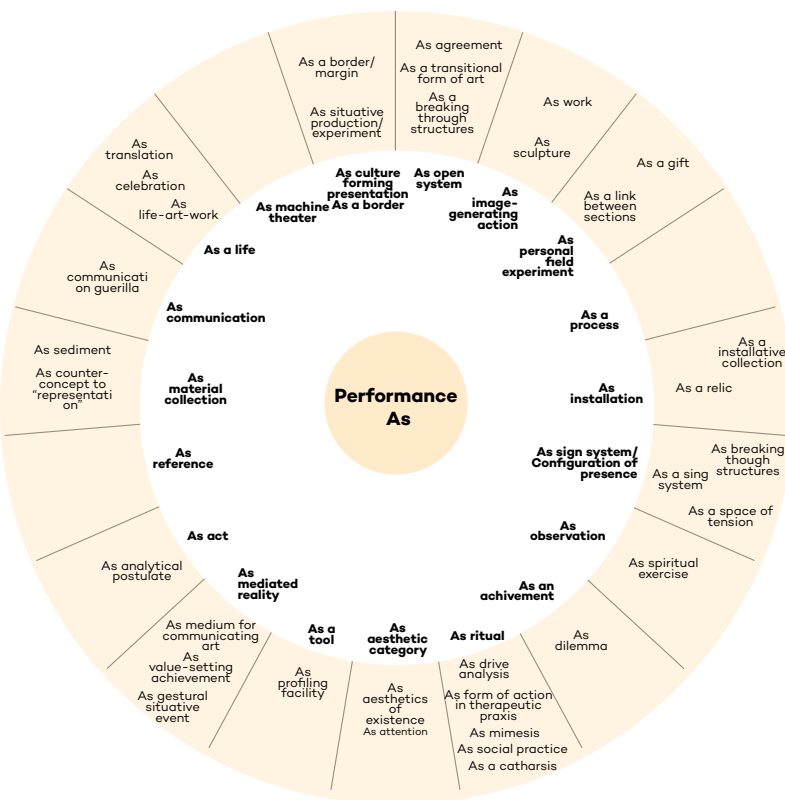 Performance
As
As culture
forming
presentation
As a border
As open
system
As
image-
generating
action
As
personal
field
experiment
As a
process
As
installation
As sign system/
Configuration of
presence
As
observation
As an
achivement
As ritual
As
aesthetic
category
As a
tool
As
mediated
reality
As act
As
reference
As
material
collection
As
communication
As a life
As machine
theater
As agreement
As a transitional
form of art
As a
breaking
through
structures
As work
As
sculpture
As a gift
As a link
between
sections
As a
installative
collection
As a relic
As breaking
though
structures
As a sing
system
As a space of
tension
As spiritual
exercise
As
dilemma
As drive
analysis
As form of action
in therapeutic
praxis
As mimesis
As social practice
As a catharsis
As
aesthetics
of
existence
As attention
As
profiling
facility
As medium for
communicating
art
As
value-setting
achievement
As gestural
situative
event
As analytical
postulate
As sediment
As counter-
concept to
“representati
on”
As
communicati
on guerilla
As
translation
As
celebration
As
life-art-work
As a border/
margin
As situative
production/
experiment